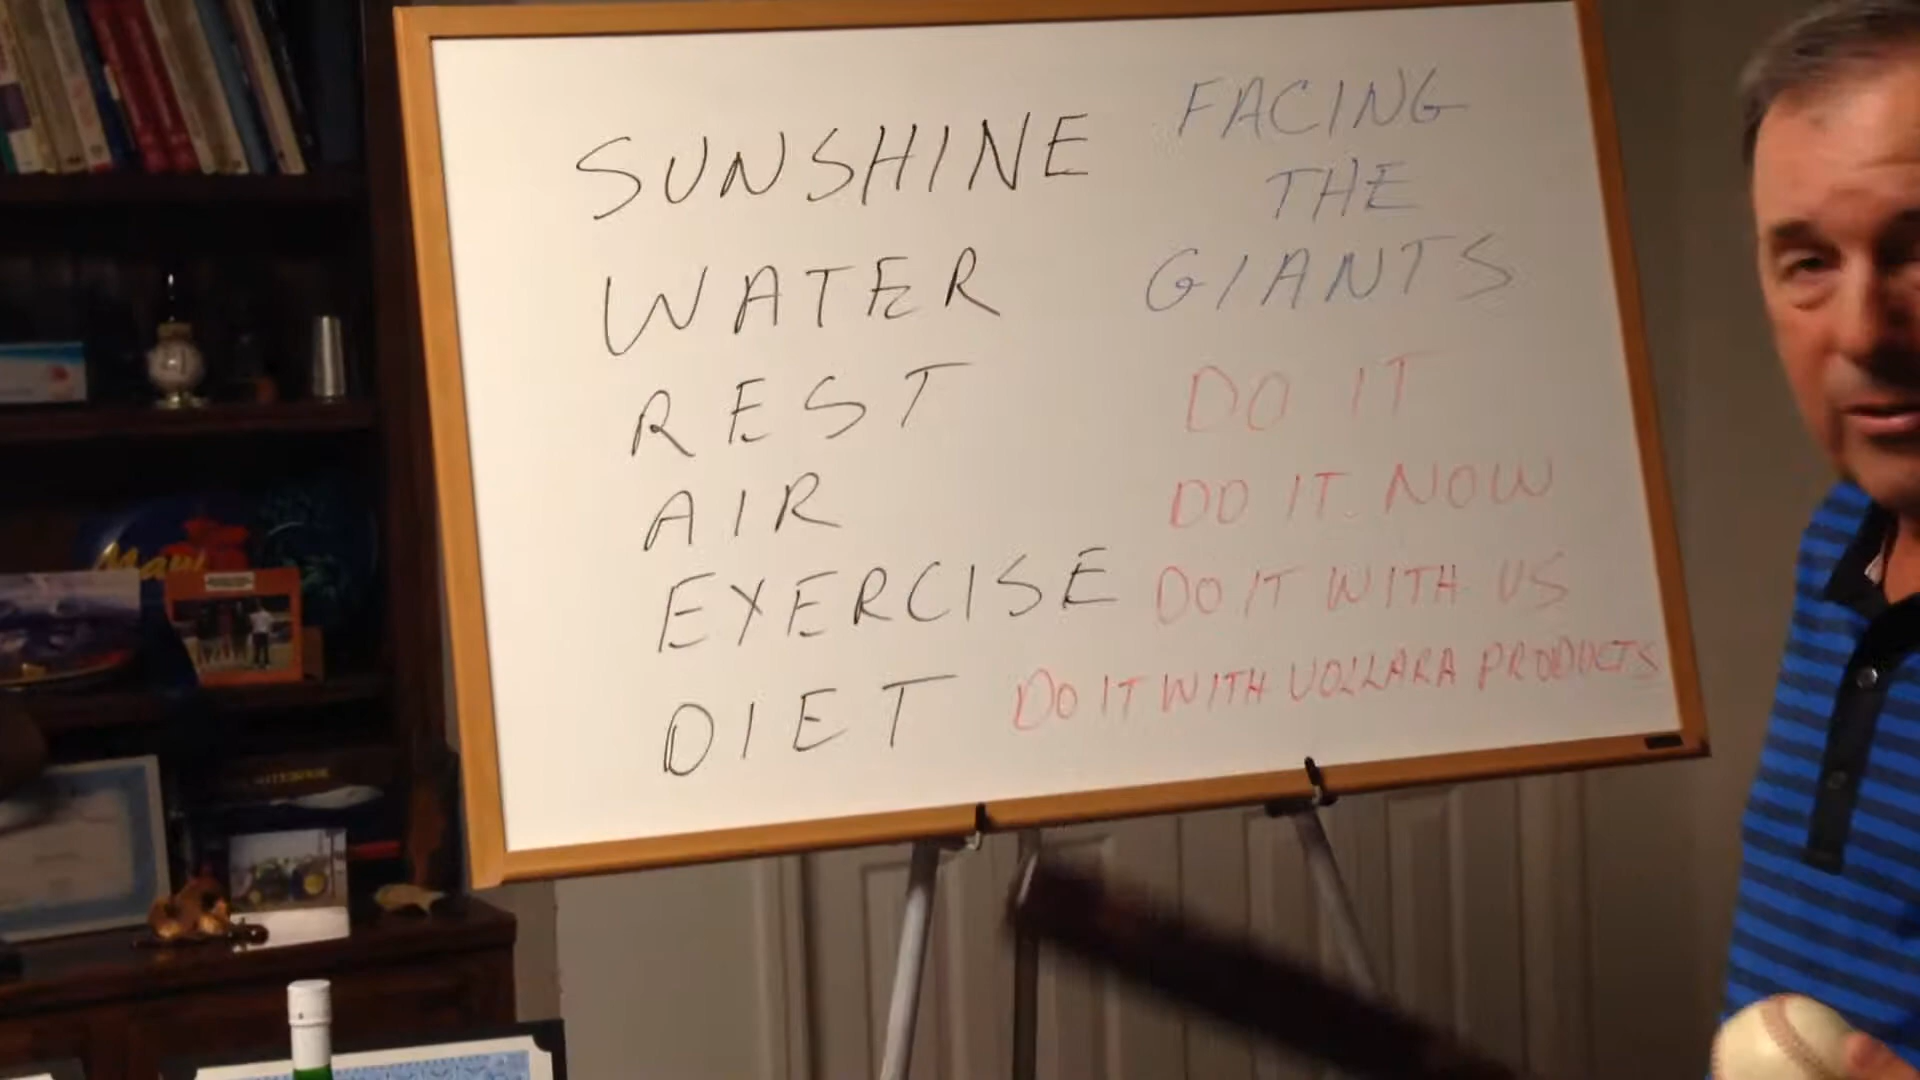 SUNSHINE
WATER
REST
AIR
EXERCISE
DIET
FACING
THE
GIANTS
DO IT
DO IT. NOW
DO IT WITH US
DO IT WITH VOLLARA PRODUCTS
Maui